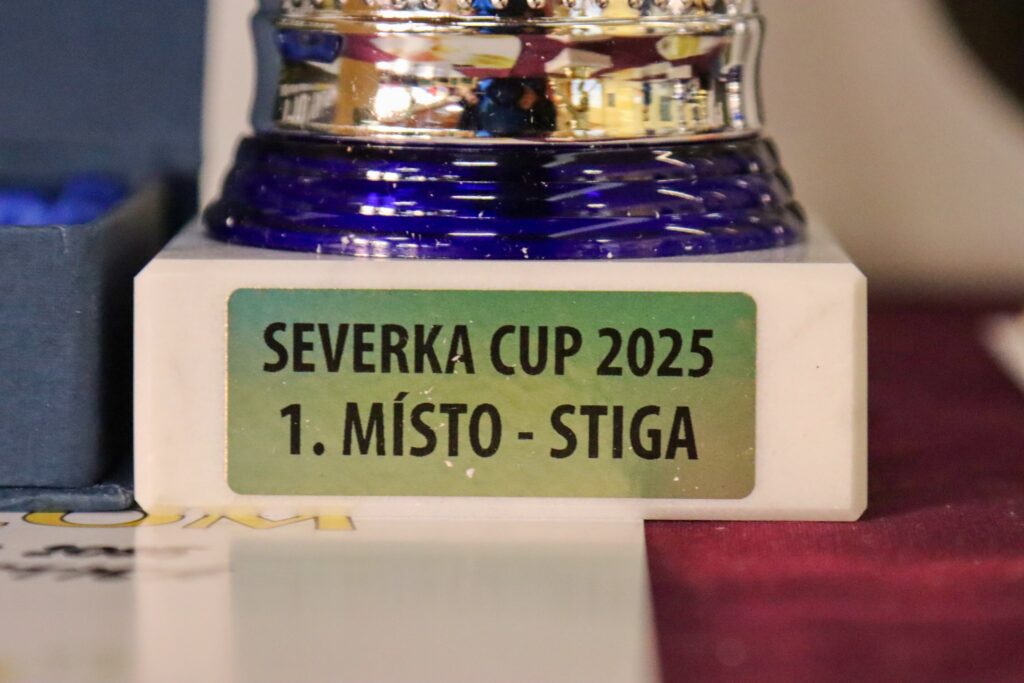 SEVERKA CUP 2025
1. MÍSTO - STIGA